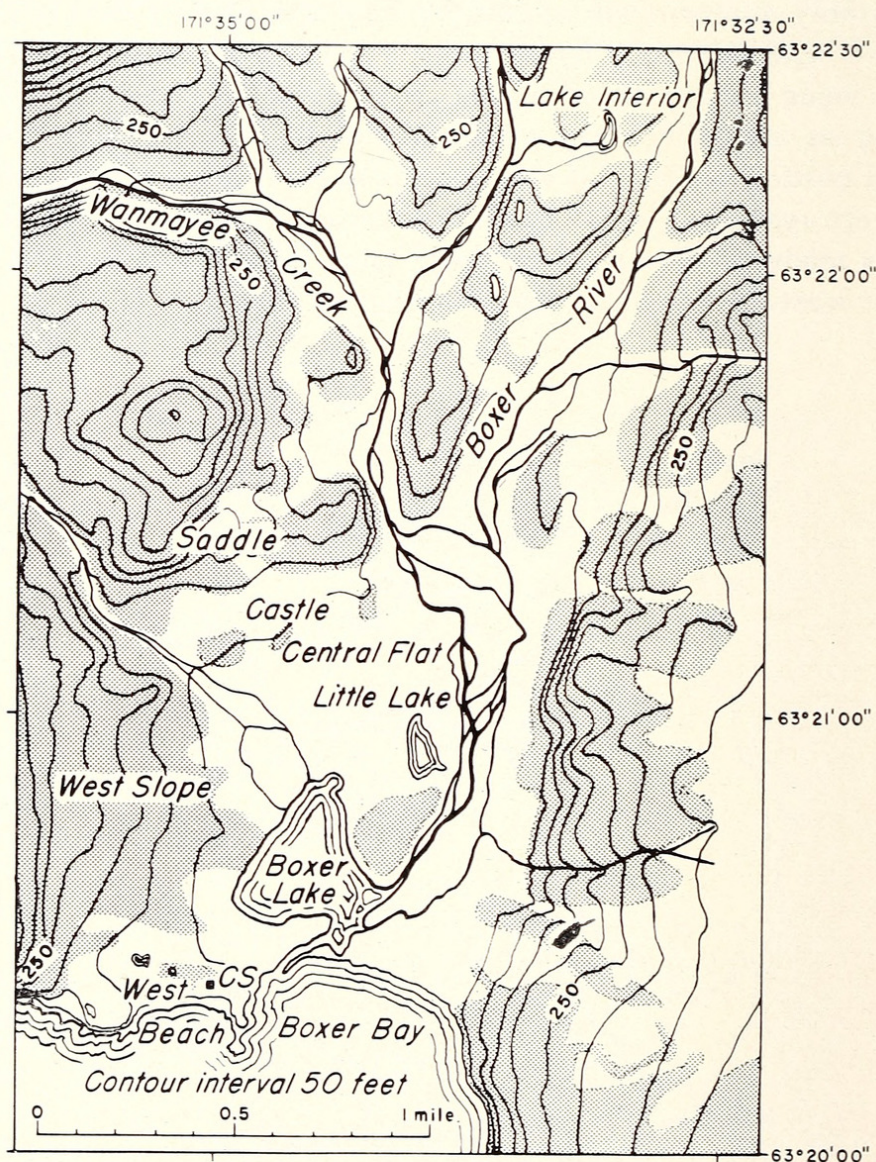 171°35'00"
171°32'30"
63°22'30"
Lake Interior
250
250
Wanmayee
Creek
250
63°22'00"
River
Boxer
250
Saddle
Castle
Central Flat
Little Lake
63°21'00"
West Slope
Boxer
Lake
250
CS
West
Beach
Boxer Bay
250
Contour interval 50 feet
0 0.5 1 mile
63°20'00"